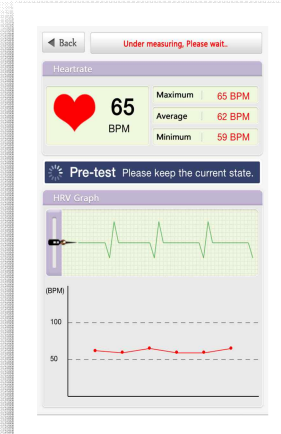 Back
Under measuring, Please wait..
Heartrate
65
BPM
Maximum 65 BPM
Average 62 BPM
Minimum 59 BPM
Pre-test Please keep the current state.
HRV Graph
(BPM)
100
50